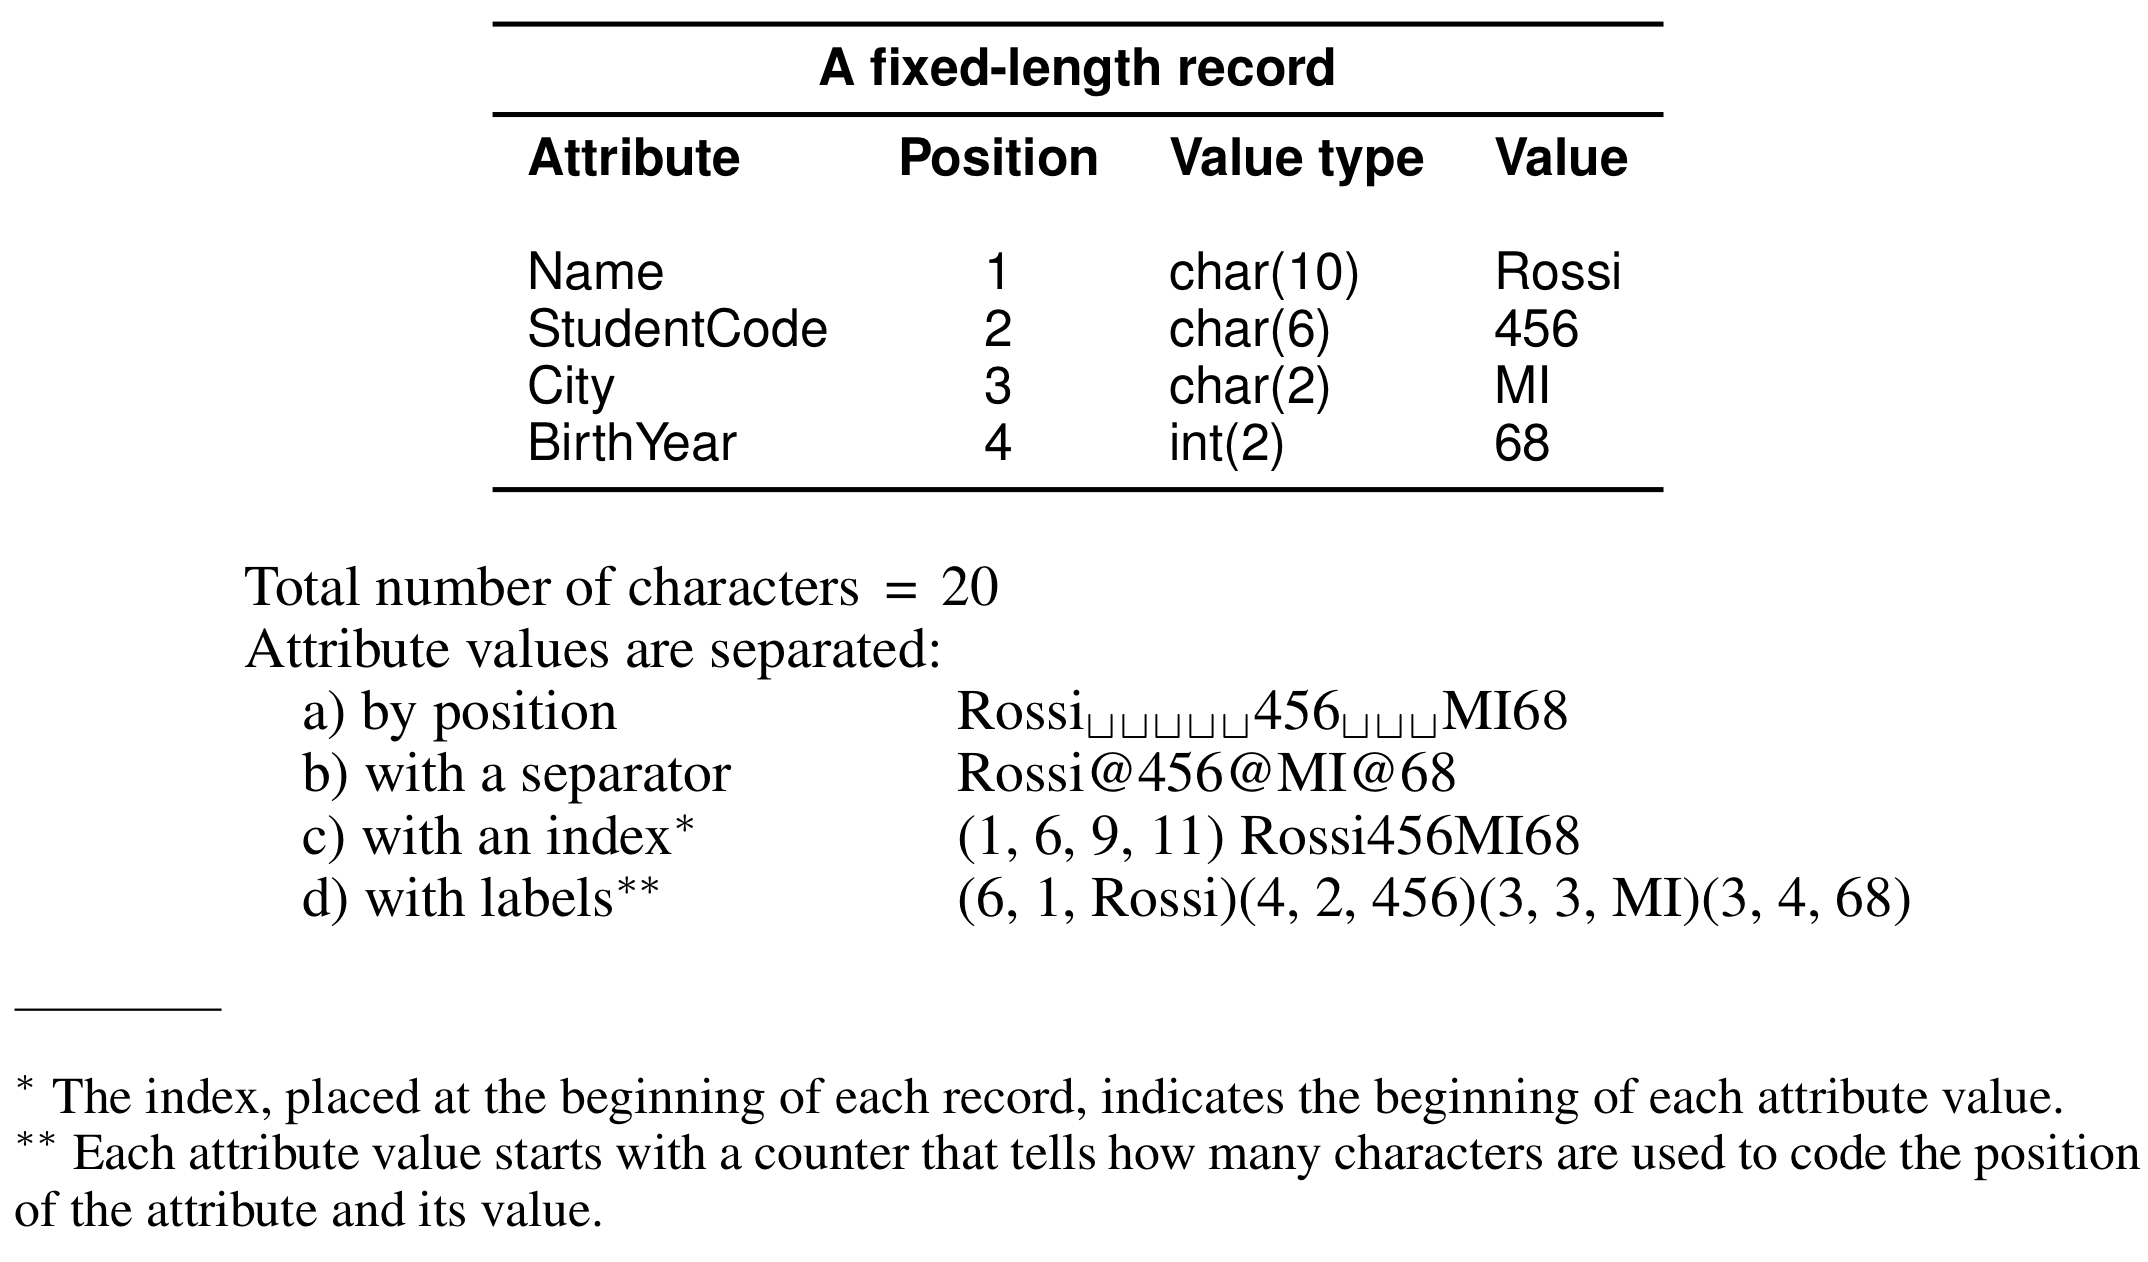 A fixed-length record
Attribute Position Value type Value
Name 1 char(10) Rossi
StudentCode 2 char(6) 456
City 3 char(2) MI
BirthYear 4 int(2) 68
Total number of characters = 20
Attribute values are separated:
a) by position Rossi␣␣␣␣␣456␣␣␣MI68
b) with a separator Rossi@456@MI@68
c) with an index* (1, 6, 9, 11) Rossi456MI68
d) with labels** (6, 1, Rossi)(4, 2, 456)(3, 3, MI)(3, 4, 68)
* The index, placed at the beginning of each record, indicates the beginning of each attribute value.
** Each attribute value starts with a counter that tells how many characters are used to code the position
of the attribute and its value.